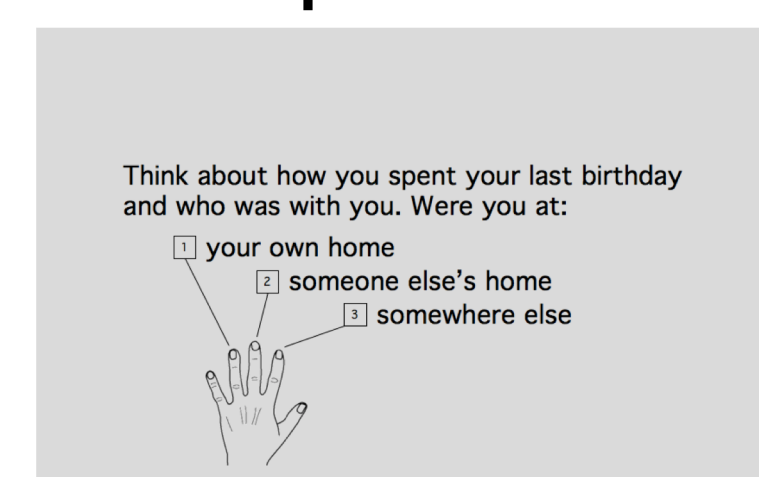 Think about how you spent your last birthday
and who was with you. Were you at:
1 your own home
2 someone else's home
3 somewhere else